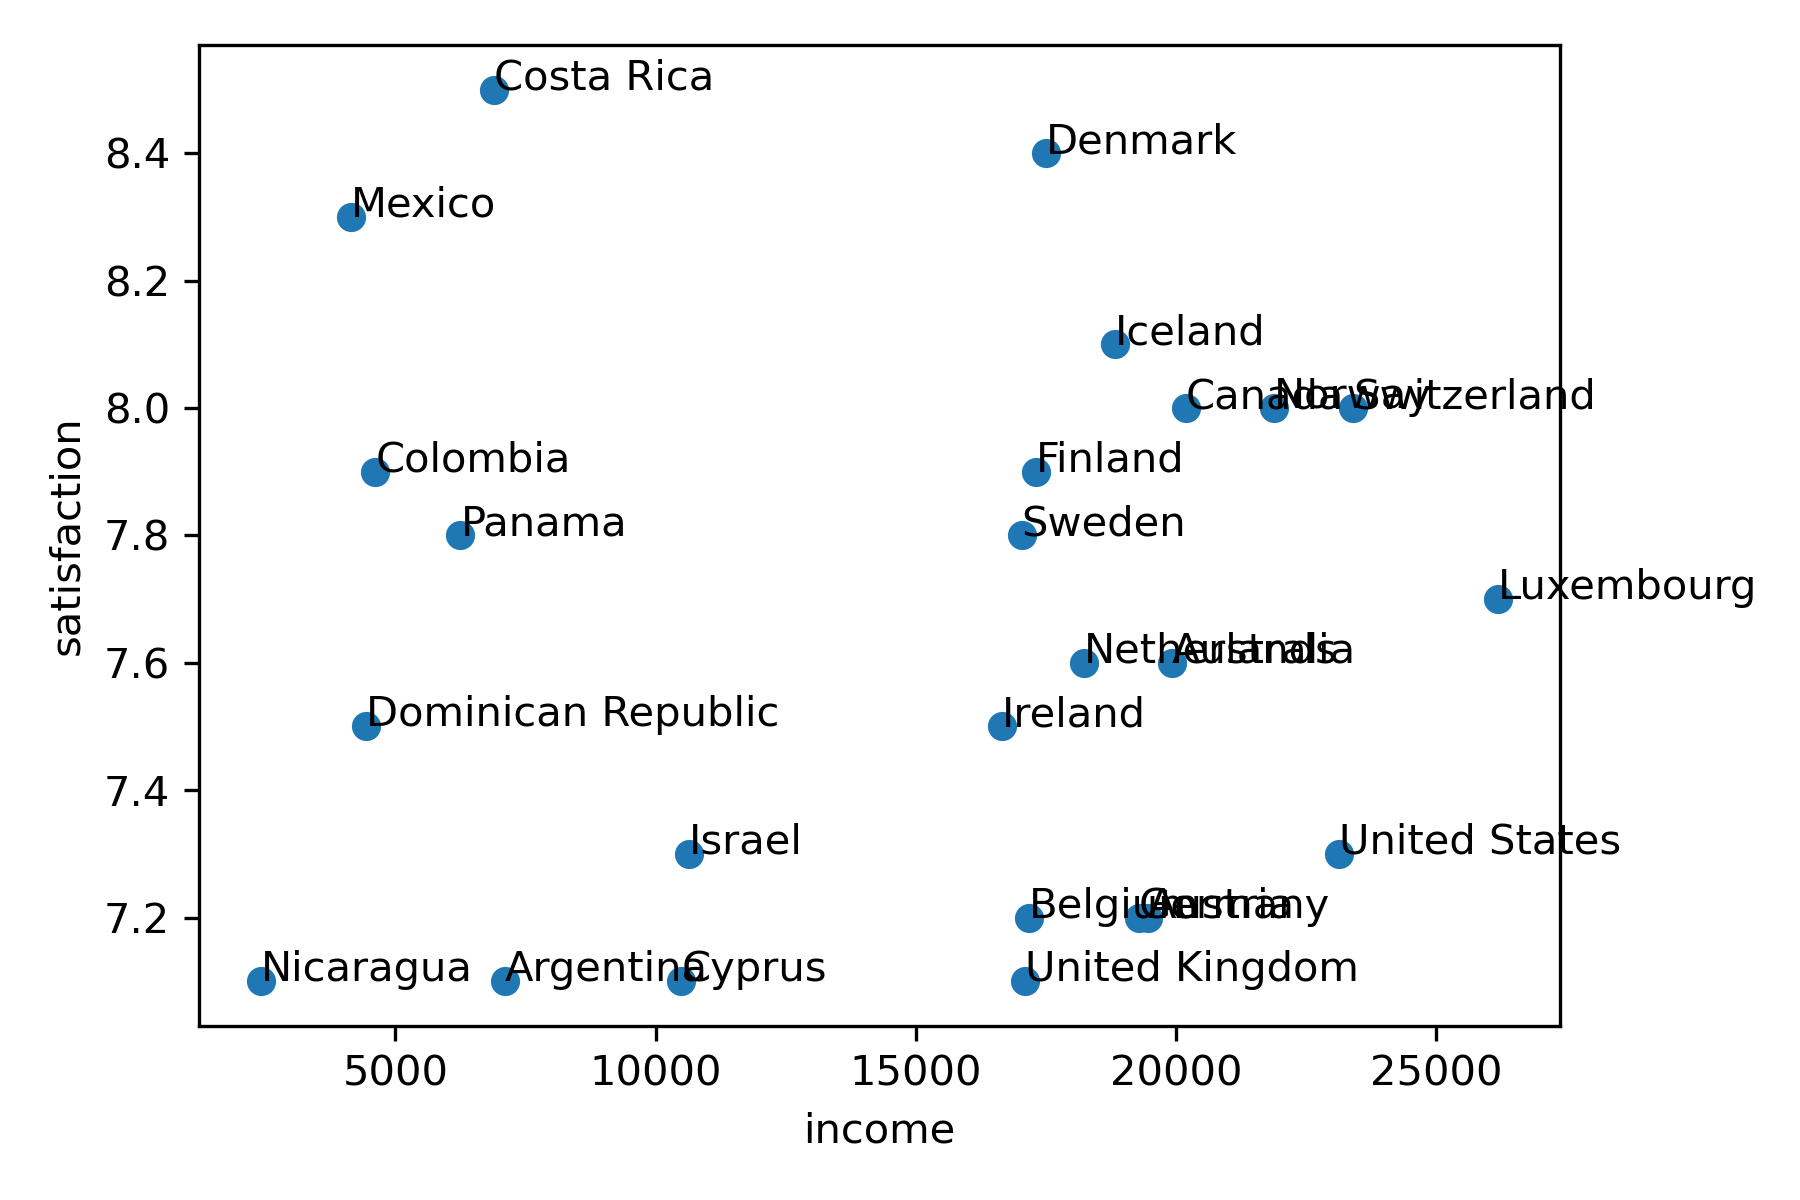 Costa Rica
8.4
Denmark
Mexico
8.2
Iceland
8.0
Canada
Norway
Switzerland
Colombia
Finland
7.8
Panama
Sweden
Luxembourg
7.6
Netherlands
Australia
Dominican Republic
Ireland
7.4
Israel
United States
7.2
Belgium
Germany
Austria
Nicaragua
Argentina
Cyprus
United Kingdom
satisfaction
5000
10000
15000
20000
25000
income